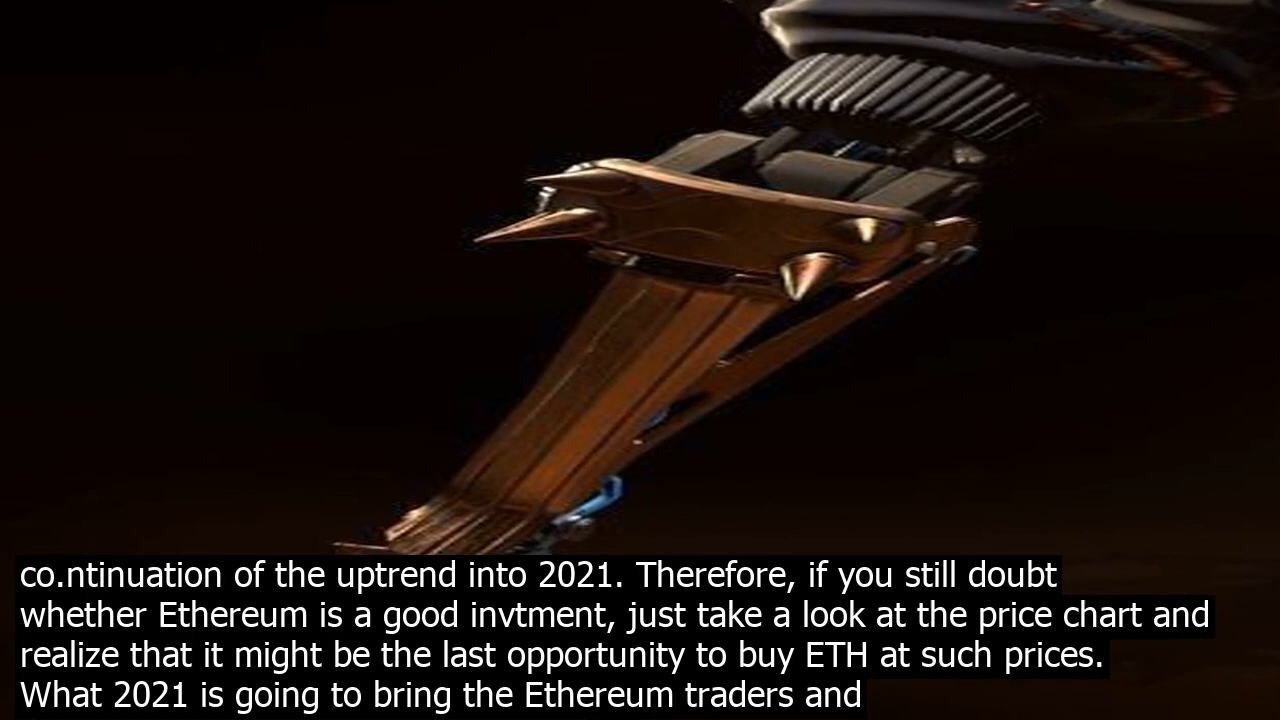 co.ntinuation of the uptrend into 2021. Therefore, if you still doubt
whether Ethereum is a good invtment, just take a look at the price chart and
realize that it might be the last opportunity to buy ETH at such prices.
What 2021 is going to bring the Ethereum traders and